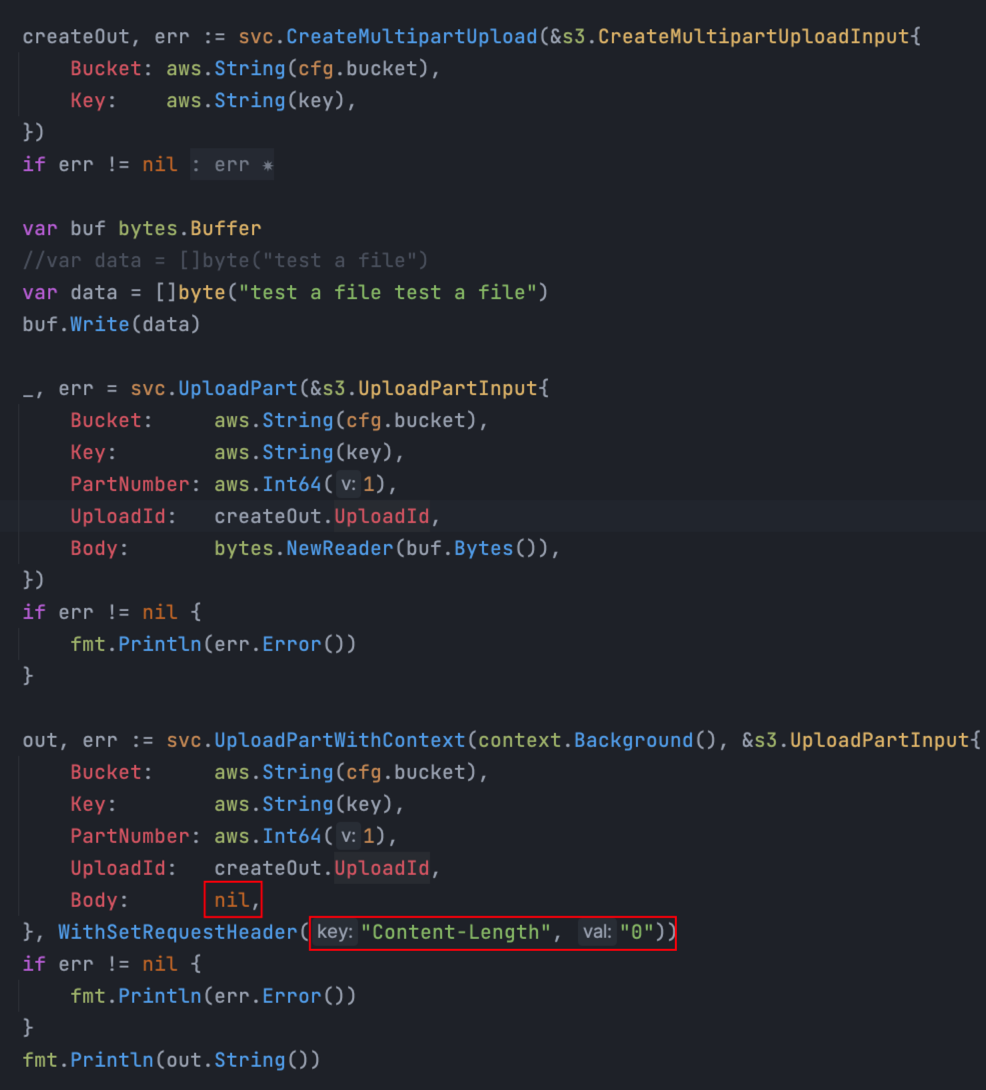 createOut, err := svc.CreateMultipartUpload(&s3.CreateMultipartUploadInput{
    Bucket: aws.String(cfg.bucket),
    Key:    aws.String(key),
})
if err != nil : err *

var buf bytes.Buffer
//var data = []byte("test a file")
var data = []byte("test a file test a file")
buf.Write(data)

_, err = svc.UploadPart(&s3.UploadPartInput{
    Bucket:     aws.String(cfg.bucket),
    Key:        aws.String(key),
    PartNumber: aws.Int64( v: 1),
    UploadId:   createOut.UploadId,
    Body:       bytes.NewReader(buf.Bytes()),
})
if err != nil {
    fmt.Println(err.Error())
}

out, err := svc.UploadPartWithContext(context.Background(), &s3.UploadPartInput{
    Bucket:     aws.String(cfg.bucket),
    Key:        aws.String(key),
    PartNumber: aws.Int64( v: 1),
    UploadId:   createOut.UploadId,
    Body:       nil,
}, WithSetRequestHeader( key: "Content-Length", val: "0"))
if err != nil {
    fmt.Println(err.Error())
}
fmt.Println(out.String())